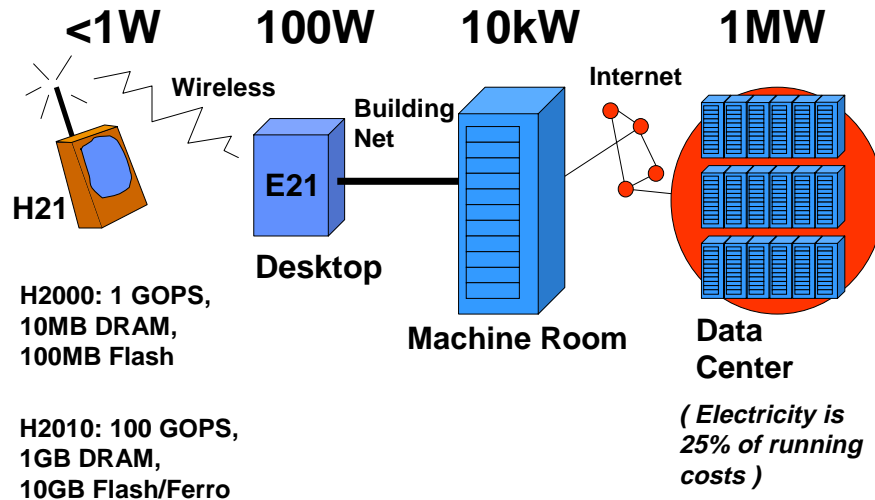 <1W 100W 10kW 1MW
Wireless
Internet
Building
Net
H21
E21
Desktop
Machine Room
Data
Center
( Electricity is
25% of running
costs )
H2000: 1 GOPS,
10MB DRAM,
100MB Flash
H2010: 100 GOPS,
1GB DRAM,
10GB Flash/Ferro